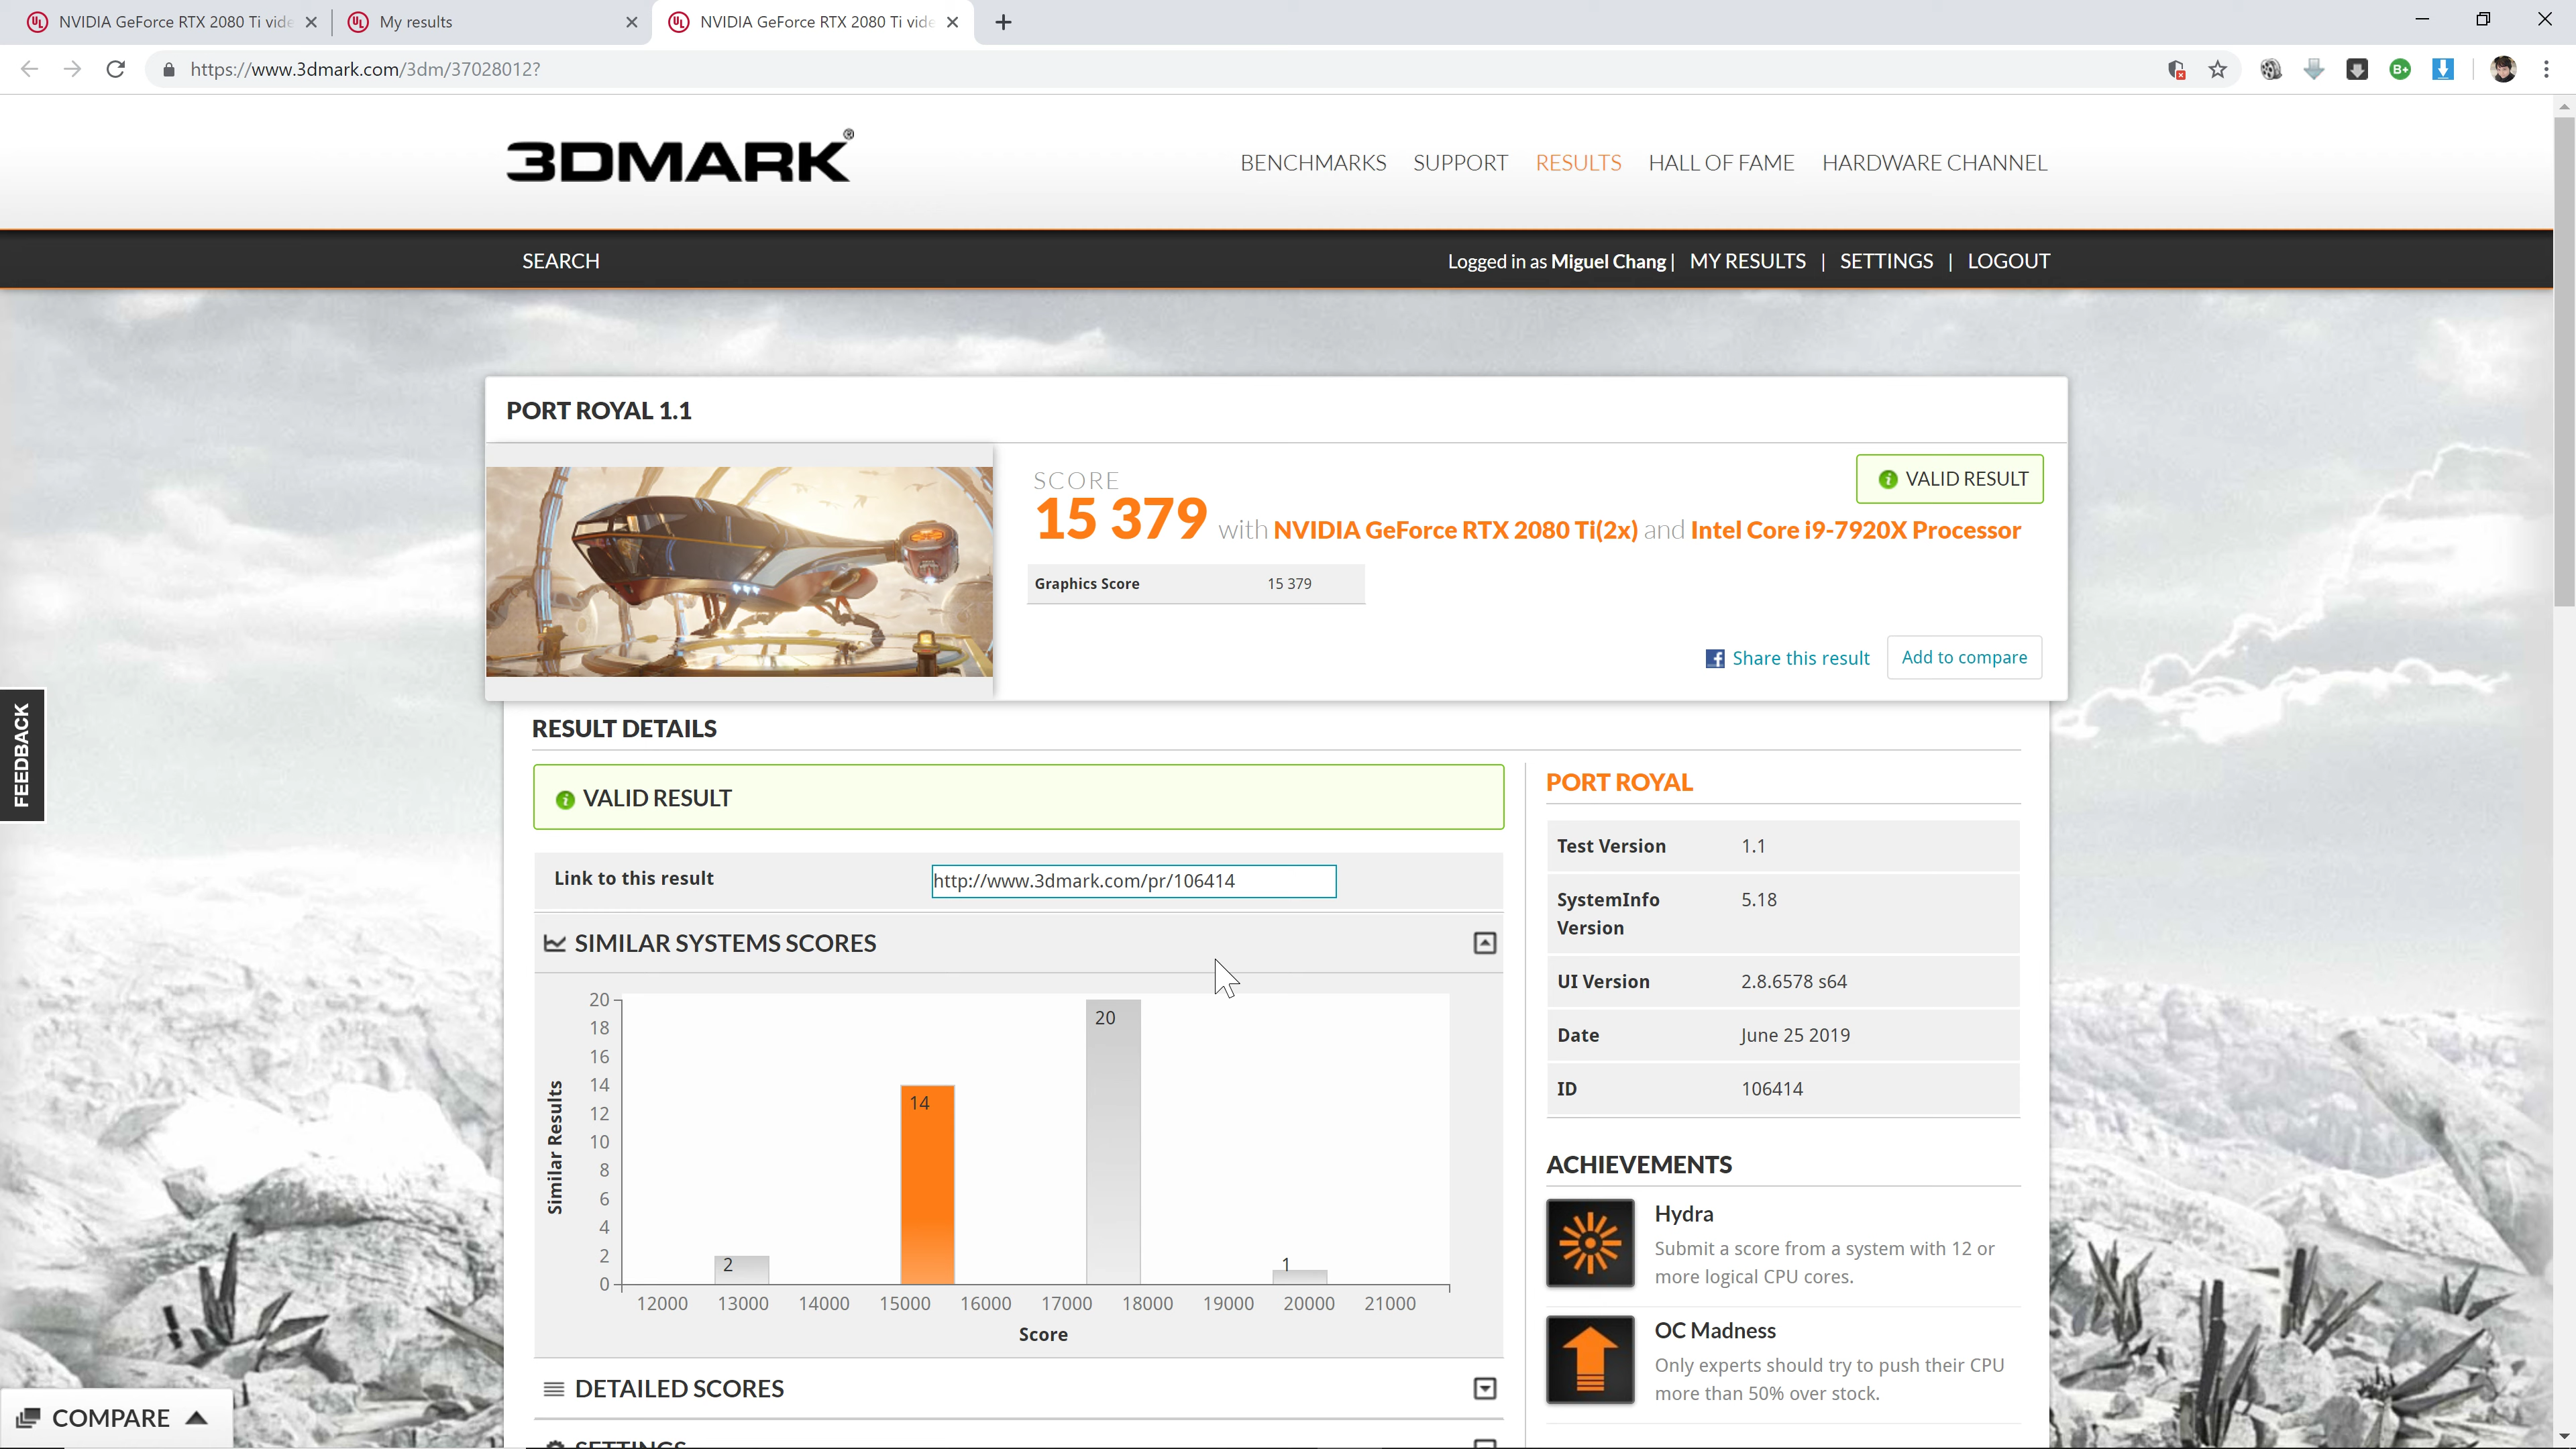 NVIDIA GeForce RTX 2080 Ti vide
My results
NVIDIA GeForce RTX 2080 Ti vide
https://www.3dmark.com/3dm/37028012?
B+
3DMARK®
BENCHMARKS SUPPORT RESULTS HALL OF FAME HARDWARE CHANNEL
SEARCH
Logged in as Miguel Chang | MY RESULTS | SETTINGS | LOGOUT
PORT ROYAL 1.1
SCORE
VALID RESULT
15 379 with NVIDIA GeForce RTX 2080 Ti(2x) and Intel Core i9-7920X Processor
Graphics Score 15 379
Share this result
Add to compare
FEEDBACK
RESULT DETAILS
VALID RESULT
Link to this result http://www.3dmark.com/pr/106414
SIMILAR SYSTEMS SCORES
Similar Results
20
18
16
14
12
10
8
6
4
2
0
2
14
20
1
12000 13000 14000 15000 16000 17000 18000 19000 20000 21000
Score
DETAILED SCORES
SETTINGS
PORT ROYAL
Test Version 1.1
SystemInfo Version 5.18
UI Version 2.8.6578 s64
Date June 25 2019
ID 106414
ACHIEVEMENTS
Hydra
Submit a score from a system with 12 or
more logical CPU cores.
OC Madness
Only experts should try to push their CPU
more than 50% over stock.
COMPARE